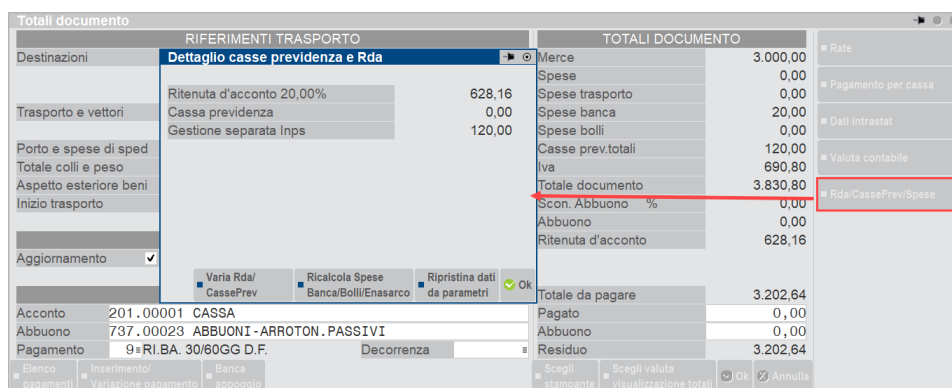 Totali documento
RIFERIMENTI TRASPORTO
TOTALI DOCUMENTO
Destinazioni
Trasporto e vettori
Porto e spese di sped
Totale colli e peso
Aspetto esteriore beni
Inizio trasporto
Aggiornamento
Dettaglio casse previdenza e Rda
Ritenuta d'acconto 20,00% 628,16
Cassa previdenza 0,00
Gestione separata Inps 120,00
Varia Rda/ CassePrev
Ricalcola Spese Banca/Bolli/Enasarco
Ripristina dati da parametri
Ok
Merce 3.000,00
Spese 0,00
Spese trasporto 0,00
Spese banca 20,00
Spese bolli 0,00
Casse prev.totali 120,00
Iva 690,80
Totale documento 3.830,80
Scon. Abbuono % 0,00
Abbuono 0,00
Ritenuta d'acconto 628,16
Totale da pagare 3.202,64
Pagato 0,00
Abbuono 0,00
Residuo 3.202,64
Acconto 201.00001 CASSA
Abbuono 737.00023 ABBUONI-ARROTON.PASSIVI
Pagamento 9 RI.BA. 30/60GG D.F. Decorrenza /
Rate
Pagamento per cassa
Dati intrastat
Valuta contabile
Rda/CassePrev/Spese
Elenco pagamenti
Inserimento/ Variazione pagamento
Banca appoggio
Scegli stampante
Scegli valuta visualizzazione totali
Ok
Annulla